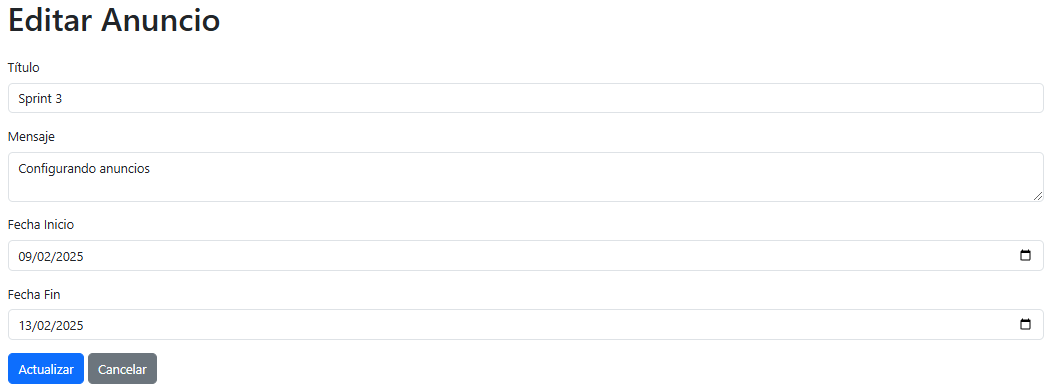 Editar Anuncio
Título
Sprint 3
Mensaje
Configurando anuncios
Fecha Inicio
09/02/2025
Fecha Fin
13/02/2025
Actualizar Cancelar